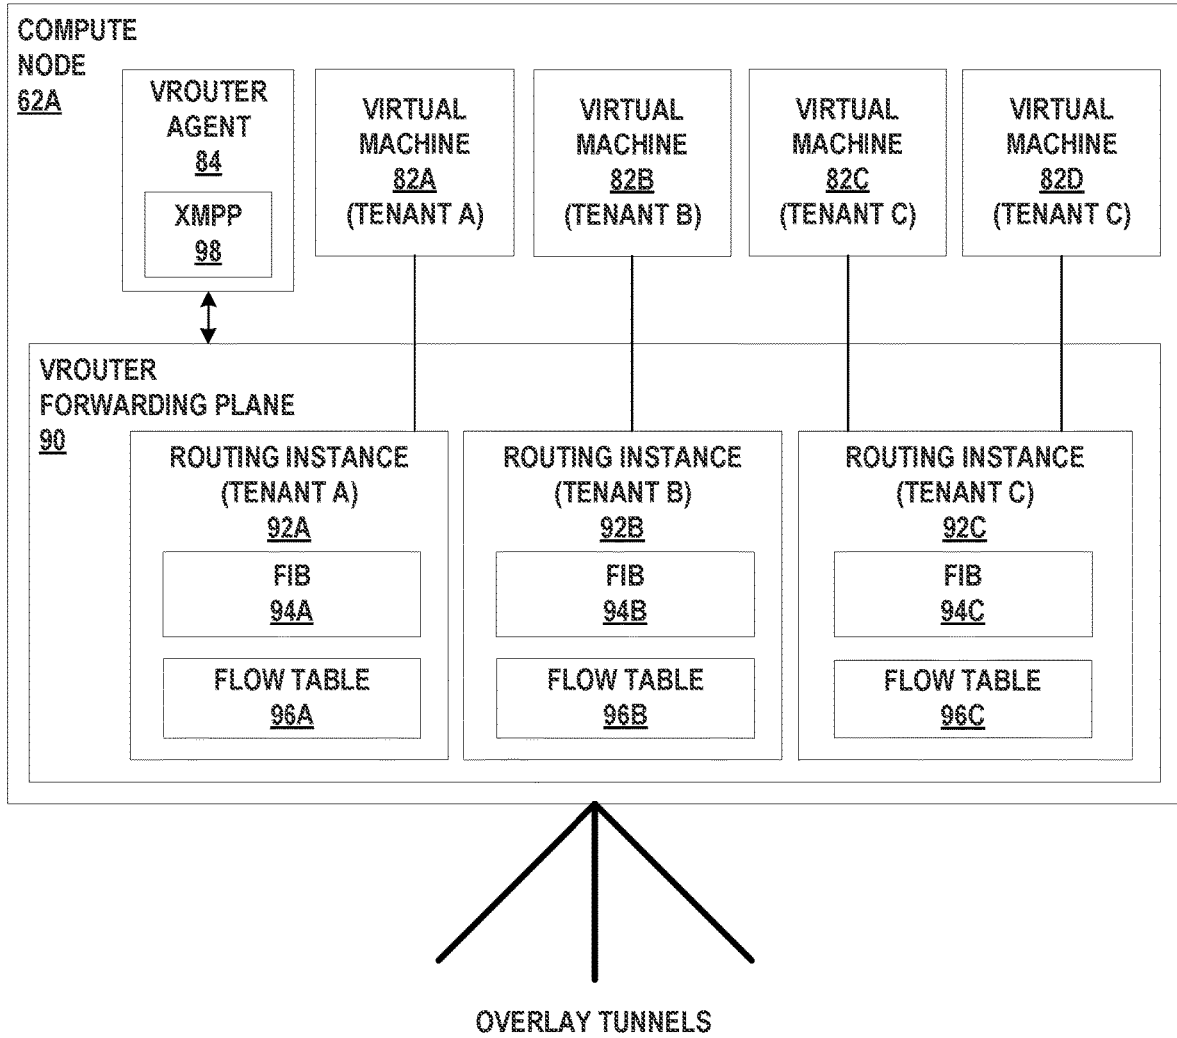 COMPUTE
NODE
62A
VROUTER
AGENT
84
XMPP
98
VIRTUAL
MACHINE
82A
(TENANT A)
VIRTUAL
MACHINE
82B
(TENANT B)
VIRTUAL
MACHINE
82C
(TENANT C)
VIRTUAL
MACHINE
82D
(TENANT C)
VROUTER
FORWARDING PLANE
90
ROUTING INSTANCE
(TENANT A)
92A
FIB
94A
FLOW TABLE
96A
ROUTING INSTANCE
(TENANT B)
92B
FIB
94B
FLOW TABLE
96B
ROUTING INSTANCE
(TENANT C)
92C
FIB
94C
FLOW TABLE
96C
OVERLAY TUNNELS